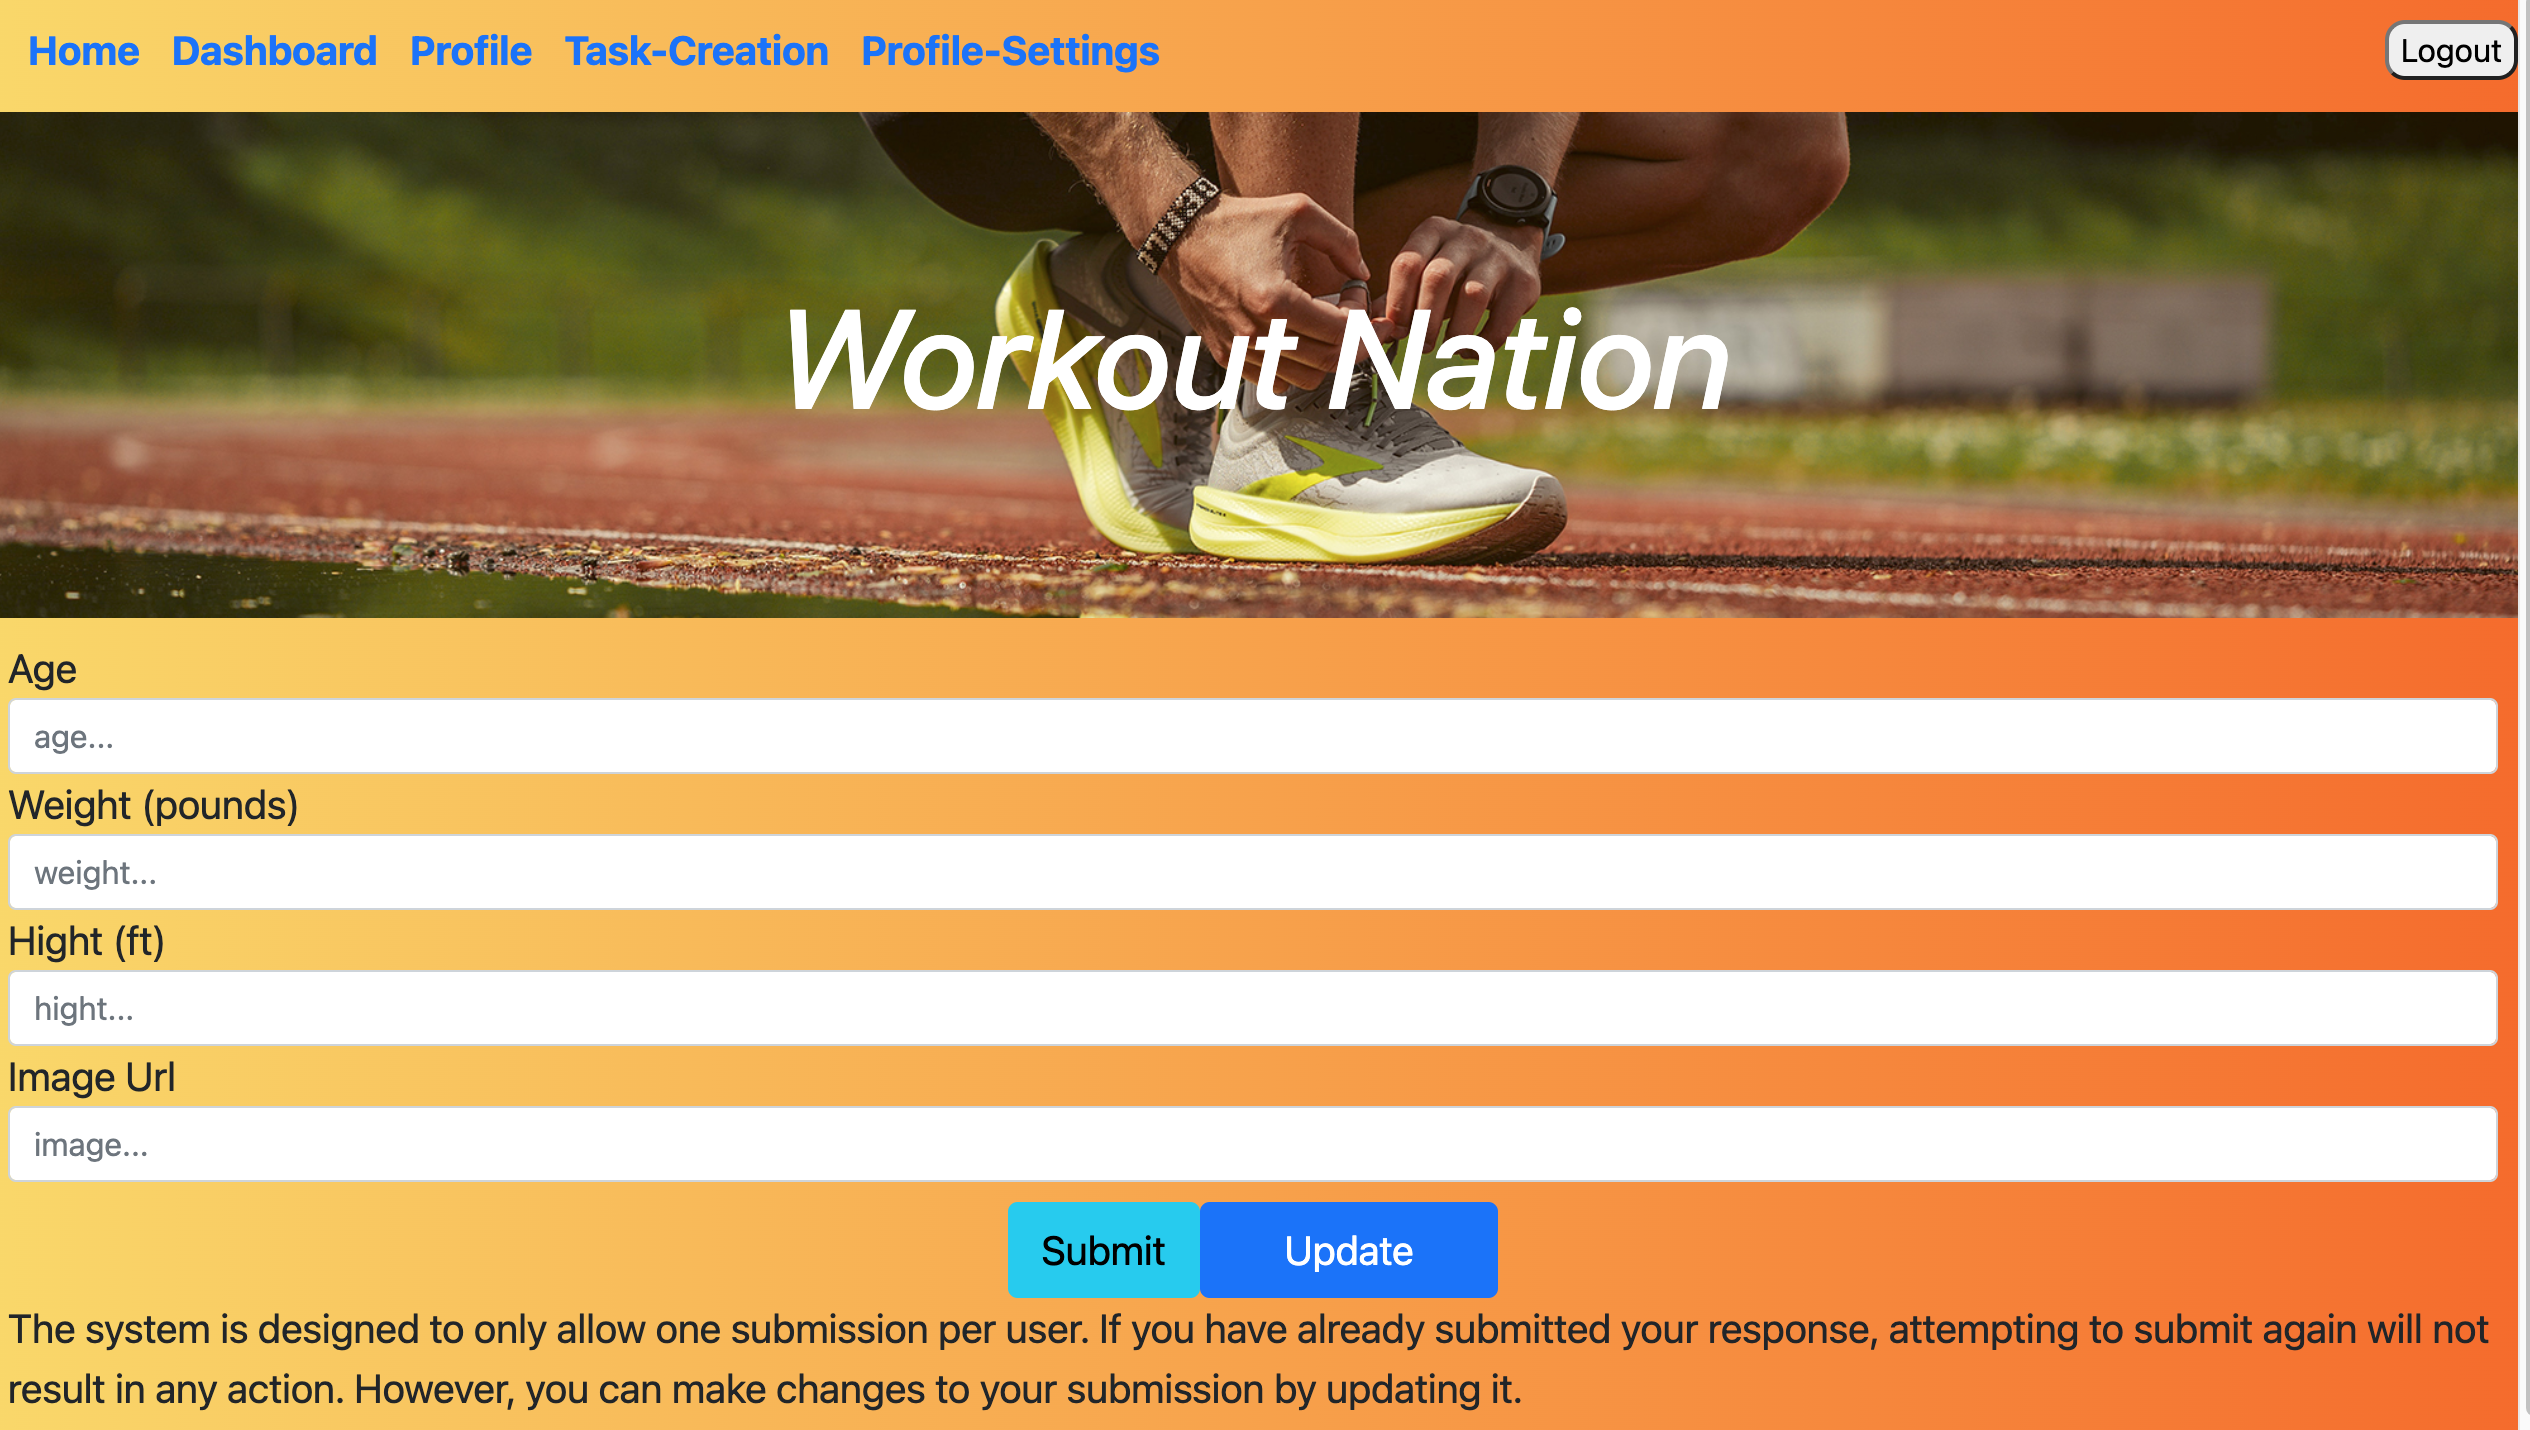 Home Dashboard Profile Task-Creation Profile-Settings Logout
Workout Nation
Age
age...
Weight (pounds)
weight...
Hight (ft)
hight...
Image Url
image...
Submit Update
The system is designed to only allow one submission per user. If you have already submitted your response, attempting to submit again will not
result in any action. However, you can make changes to your submission by updating it.